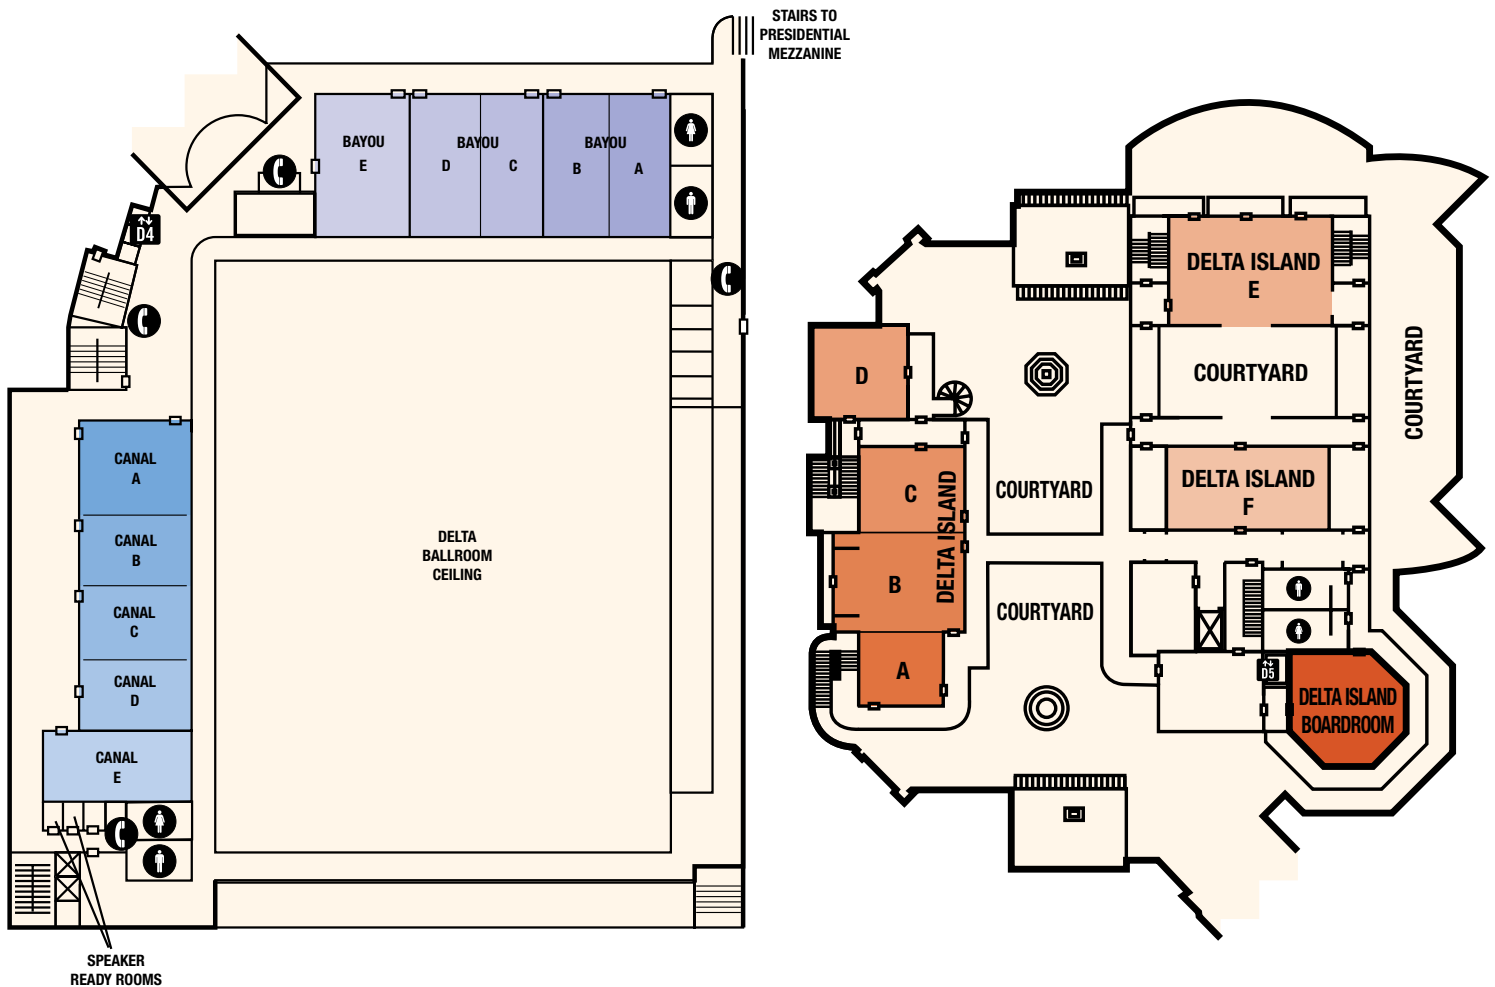 STAIRS TO
PRESIDENTIAL
MEZZANINE
BAYOU
E
BAYOU
D
C
BAYOU
B
A
D4
CANAL
A
CANAL
B
CANAL
C
CANAL
D
CANAL
E
DELTA
BALLROOM
CEILING
SPEAKER
READY ROOMS
DELTA ISLAND
E
COURTYARD
COURTYARD
D
C
DELTA ISLAND
B
A
COURTYARD
DELTA ISLAND
F
COURTYARD
D5
DELTA ISLAND
BOARDROOM